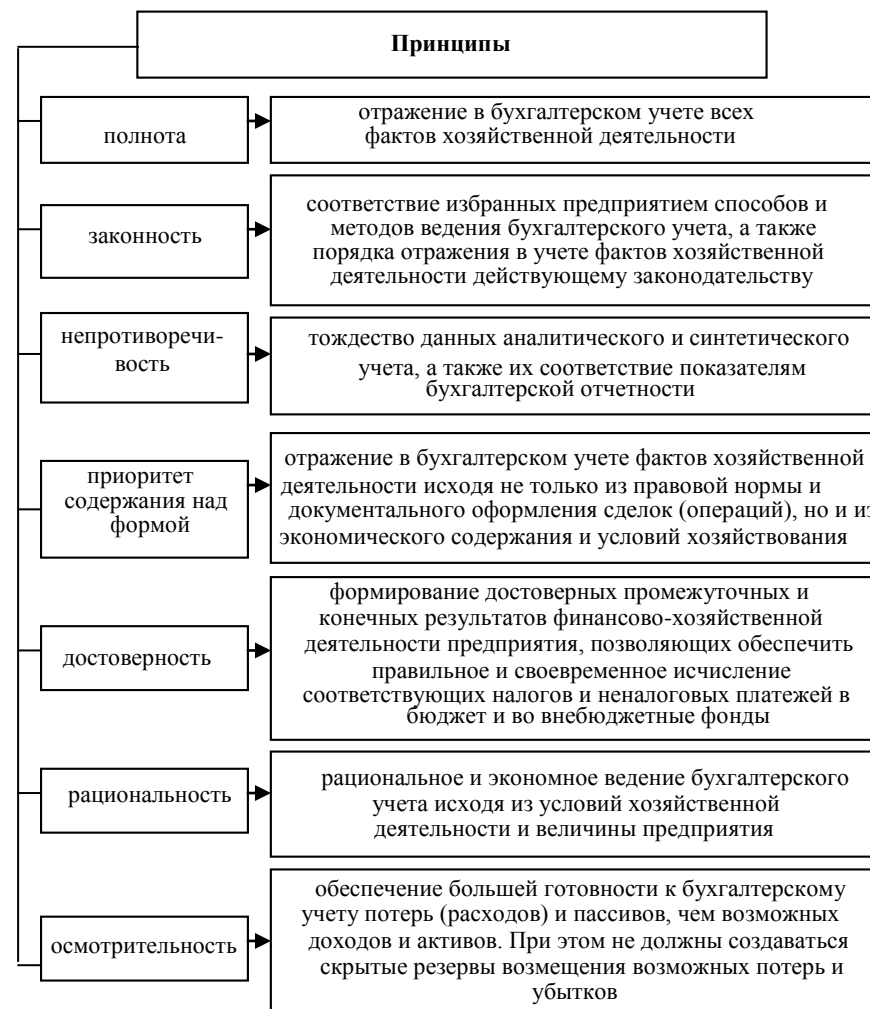 Принципы
полнота
отражение в бухгалтерском учете всех
фактов хозяйственной деятельности
законность
соответствие избранных предприятием способов и
методов ведения бухгалтерского учета, а также
порядка отражения в учете фактов хозяйственной
деятельности действующему законодательству
непротиворечи-
вость
тождество данных аналитического и синтетического
учета, а также их соответствие показателям
бухгалтерской отчетности
приоритет
содержания над
формой
отражение в бухгалтерском учете фактов хозяйственной
деятельности исходя не только из правовой нормы и
документального оформления сделок (операций), но и из
экономического содержания и условий хозяйствования
достоверность
формирование достоверных промежуточных и
конечных результатов финансово-хозяйственной
деятельности предприятия, позволяющих обеспечить
правильное и своевременное исчисление
соответствующих налогов и неналоговых платежей в
бюджет и во внебюджетные фонды
рациональность
рациональное и экономное ведение бухгалтерского
учета исходя из условий хозяйственной
деятельности и величины предприятия
осмотрительность
обеспечение большей готовности к бухгалтерскому
учету потерь (расходов) и пассивов, чем возможных
доходов и активов. При этом не должны создаваться
скрытые резервы возмещения возможных потерь и
убытков